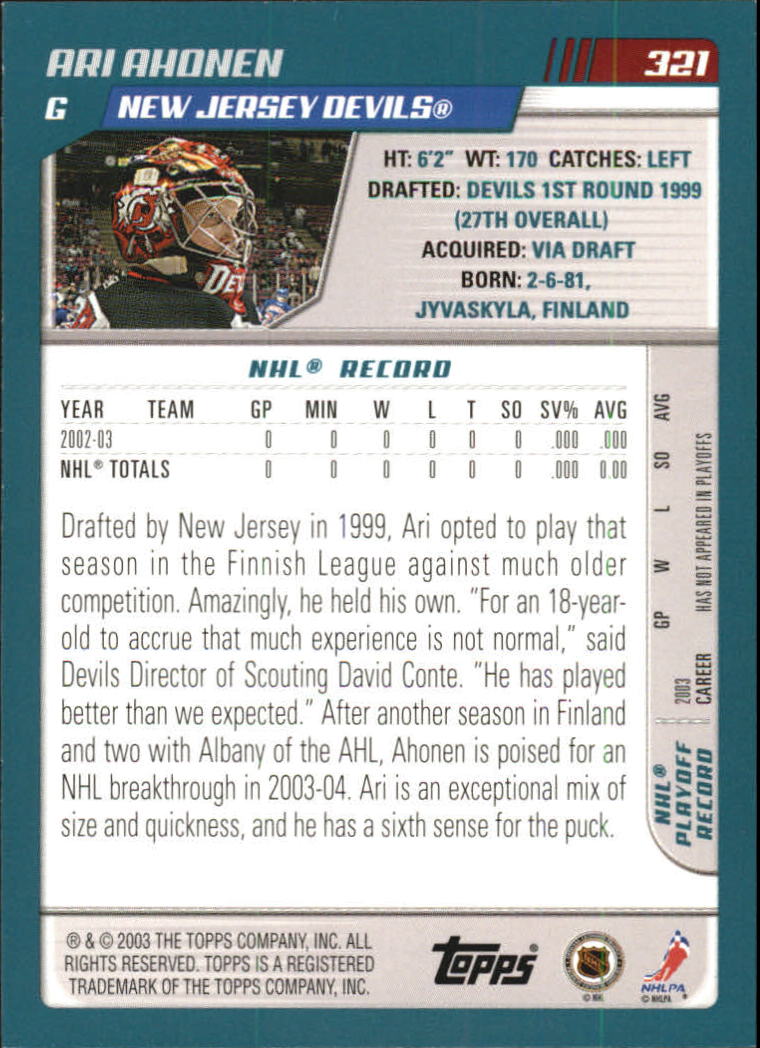 ARI AHONEN
321
G
NEW JERSEY DEVILS®
HT: 6'2" WT: 170 CATCHES: LEFT
DRAFTED: DEVILS 1ST ROUND 1999
(27TH OVERALL)
ACQUIRED: VIA DRAFT
BORN: 2-6-81,
JYVASKYLA, FINLAND
DE
NHL® RECORD
YEAR TEAM GP MIN W L T SO SV% AVG
2002-03 0 0 0 0 0 0 .000 .000
NHL® TOTALS 0 0 0 0 0 0 .000 0.00
Drafted by New Jersey in 1999, Ari opted to play that
season in the Finnish League against much older
competition. Amazingly, he held his own. "For an 18-year-
old to accrue that much experience is not normal," said
Devils Director of Scouting David Conte. "He has played
better than we expected." After another season in Finland
and two with Albany of the AHL, Ahonen is poised for an
NHL breakthrough in 2003-04. Ari is an exceptional mix of
size and quickness, and he has a sixth sense for the puck.
NHL®
PLAYOFF
RECORD
GP W L SO AVG
2003
CAREER HAS NOT APPEARED IN PLAYOFFS
® & © 2003 THE TOPPS COMPANY, INC. ALL
RIGHTS RESERVED. TOPPS IS A REGISTERED
TRADEMARK OF THE TOPPS COMPANY, INC.
topps®
NHL
© NHL
NHLPA
© NHLPA ®